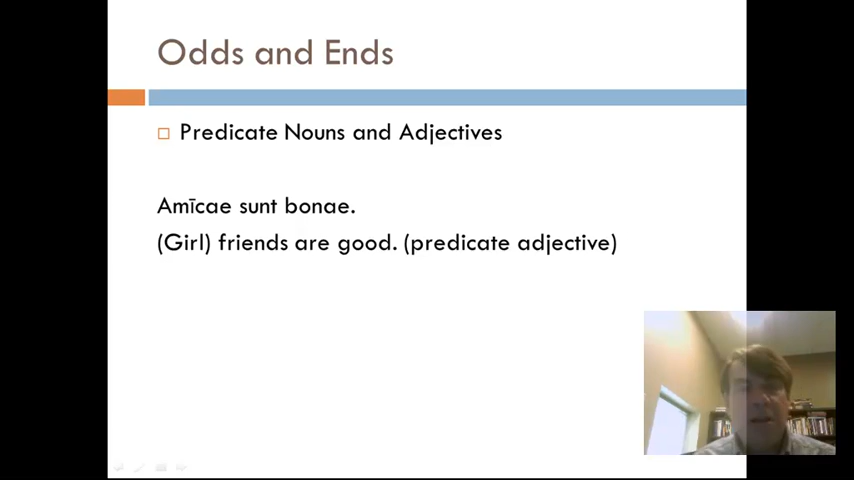 Odds and Ends
Predicate Nouns and Adjectives
Amīcae sunt bonae.
(Girl) friends are good. (predicate adjective)